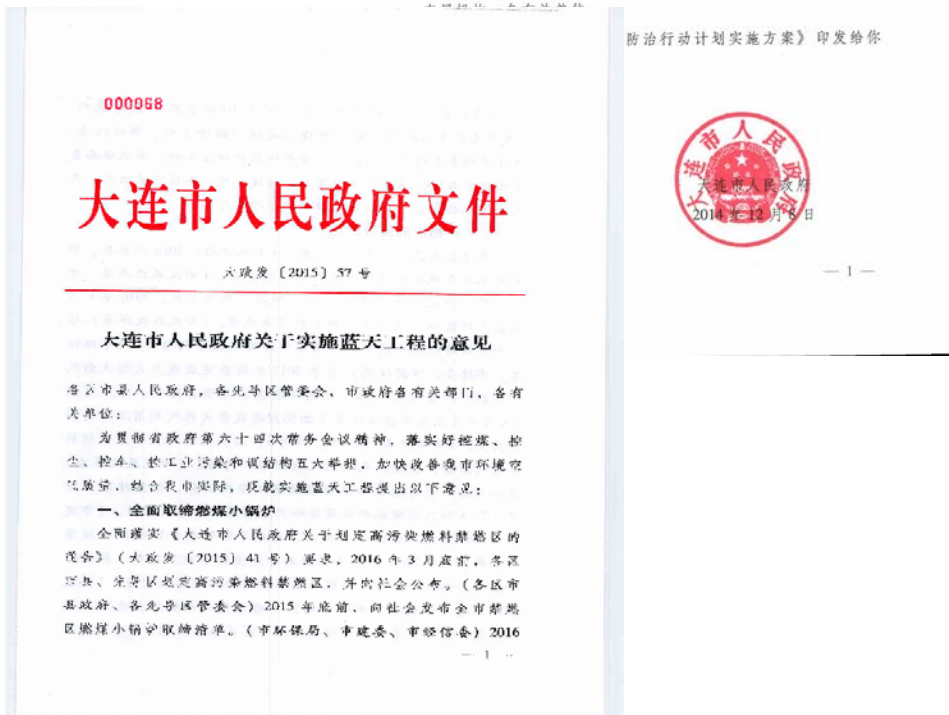 000058
大连市人民政府文件
大政发〔2015〕57号
大连市人民政府关于实施蓝天工程的意见
各区市县人民政府，各先导区管委会、市政府各有关部门、各有
关单位：
为贯彻省政府第六十四次常务会议精神，落实好控煤、控
尘、控车、控工业污染和调结构五大举措，加快改善我市环境空
气质量，结合我市实际，现就实施蓝天工程提出以下意见：
一、全面取缔燃煤小锅炉
全面落实《大连市人民政府关于划定高污染燃料禁燃区的
通告》（大政发〔2015〕41号）要求，2016年3月底前，各区
市县、先导区划定高污染燃料禁燃区，并向社会公布。（各区市
县政府、各先导区管委会）2015年底前，向社会发布全市禁燃
区燃煤小锅炉取缔清单。（市环保局、市建委、市经信委）2016
— 1 —
防治行动计划实施方案》印发给你
大连市人民政府
大连市人民政府
2014年12月8日
— 1 —